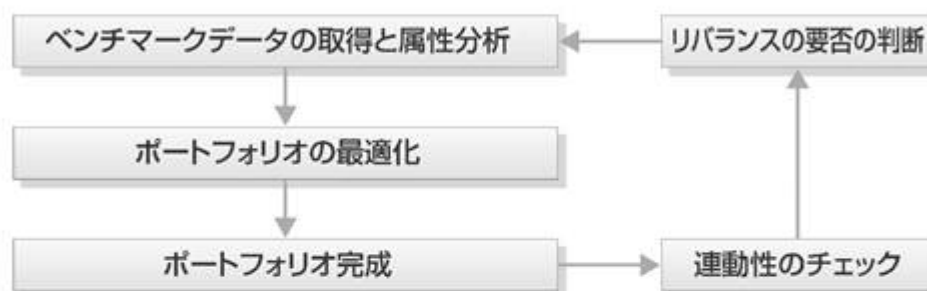 ベンチマークデータの取得と属性分析
リバランスの要否の判断
ポートフォリオの最適化
ポートフォリオ完成
連動性のチェック